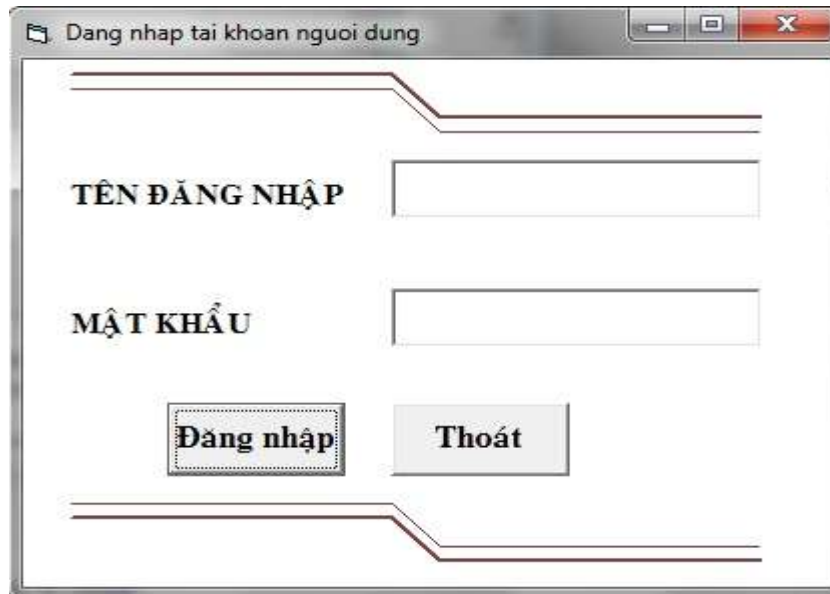 Dang nhap tai khoan nguoi dung
TÊN ĐĂNG NHẬP
MẬT KHẨU
Đăng nhập Thoát